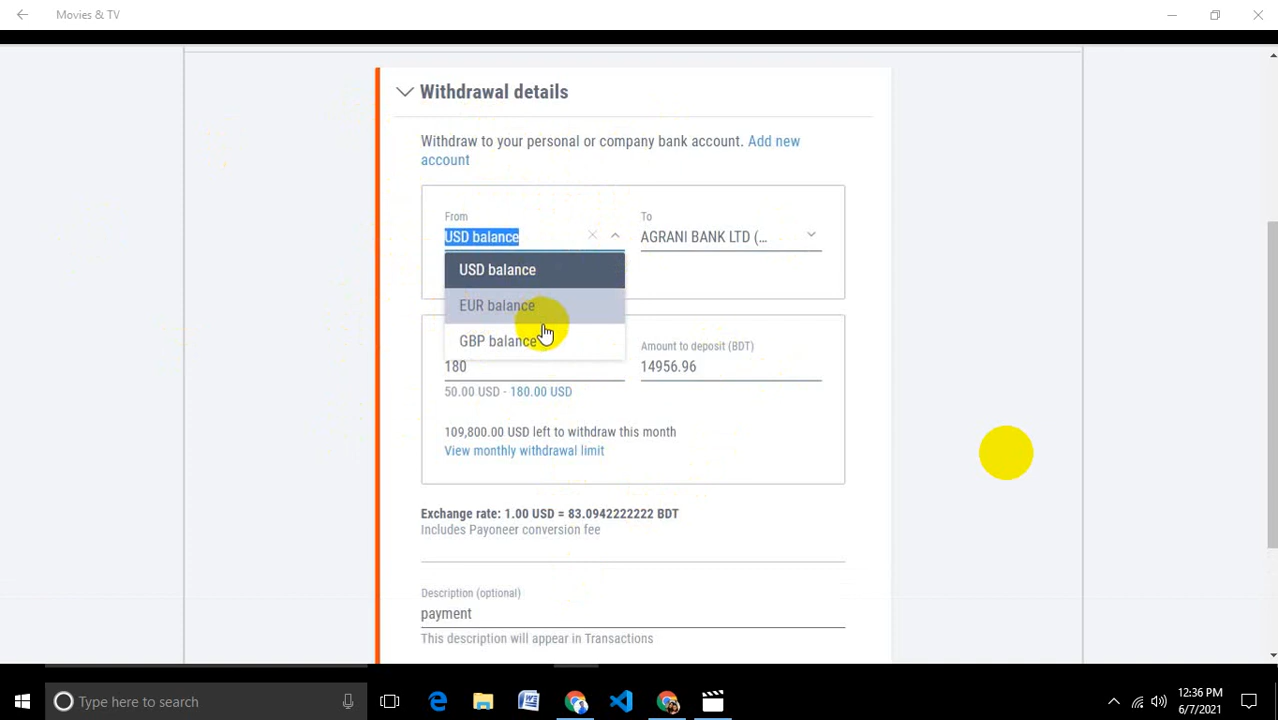 Movies & TV
Withdrawal details
Withdraw to your personal or company bank account. Add new
account
From
To
USD balance
AGRANI BANK LTD (...
USD balance
EUR balance
GBP balance
Amount to deposit (BDT)
180
14956.96
50.00 USD - 180.00 USD
109,800.00 USD left to withdraw this month
View monthly withdrawal limit
Exchange rate: 1.00 USD = 83.0942222222 BDT
Includes Payoneer conversion fee
Description (optional)
payment
This description will appear in Transactions
Type here to search
12:36 PM
6/7/2021